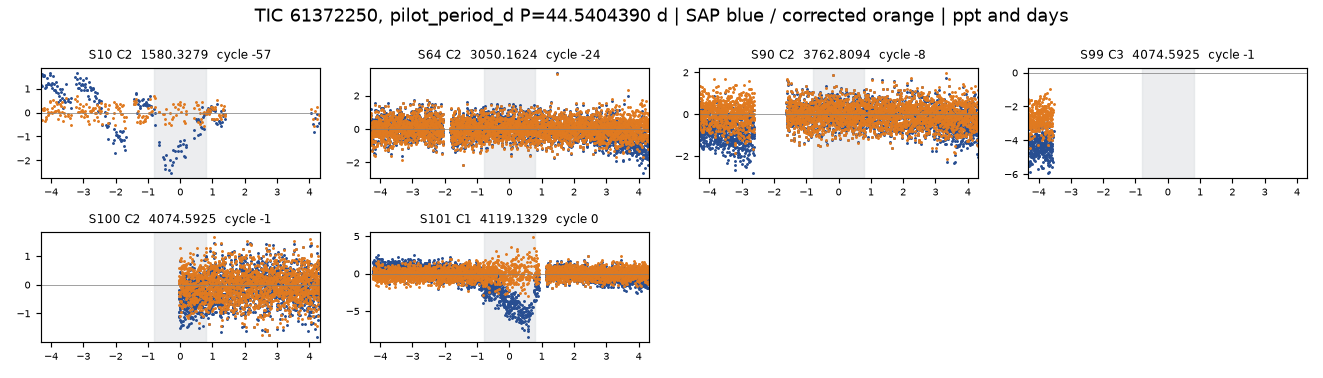 TIC 61372250, pilot_period_d P=44.5404390 d | SAP blue / corrected orange | ppt and days
S10 C2 1580.3279 cycle -57
S64 C2 3050.1624 cycle -24
S90 C2 3762.8094 cycle -8
S99 C3 4074.5925 cycle -1
1
0
−1
−2
−4 −3 −2 −1 0 1 2 3 4
2
0
−2
−4 −3 −2 −1 0 1 2 3 4
2
0
−2
−4 −3 −2 −1 0 1 2 3 4
0
−2
−4
−6
−4 −3 −2 −1 0 1 2 3 4
S100 C2 4074.5925 cycle -1
S101 C1 4119.1329 cycle 0
1
0
−1
−4 −3 −2 −1 0 1 2 3 4
5
0
−5
−4 −3 −2 −1 0 1 2 3 4